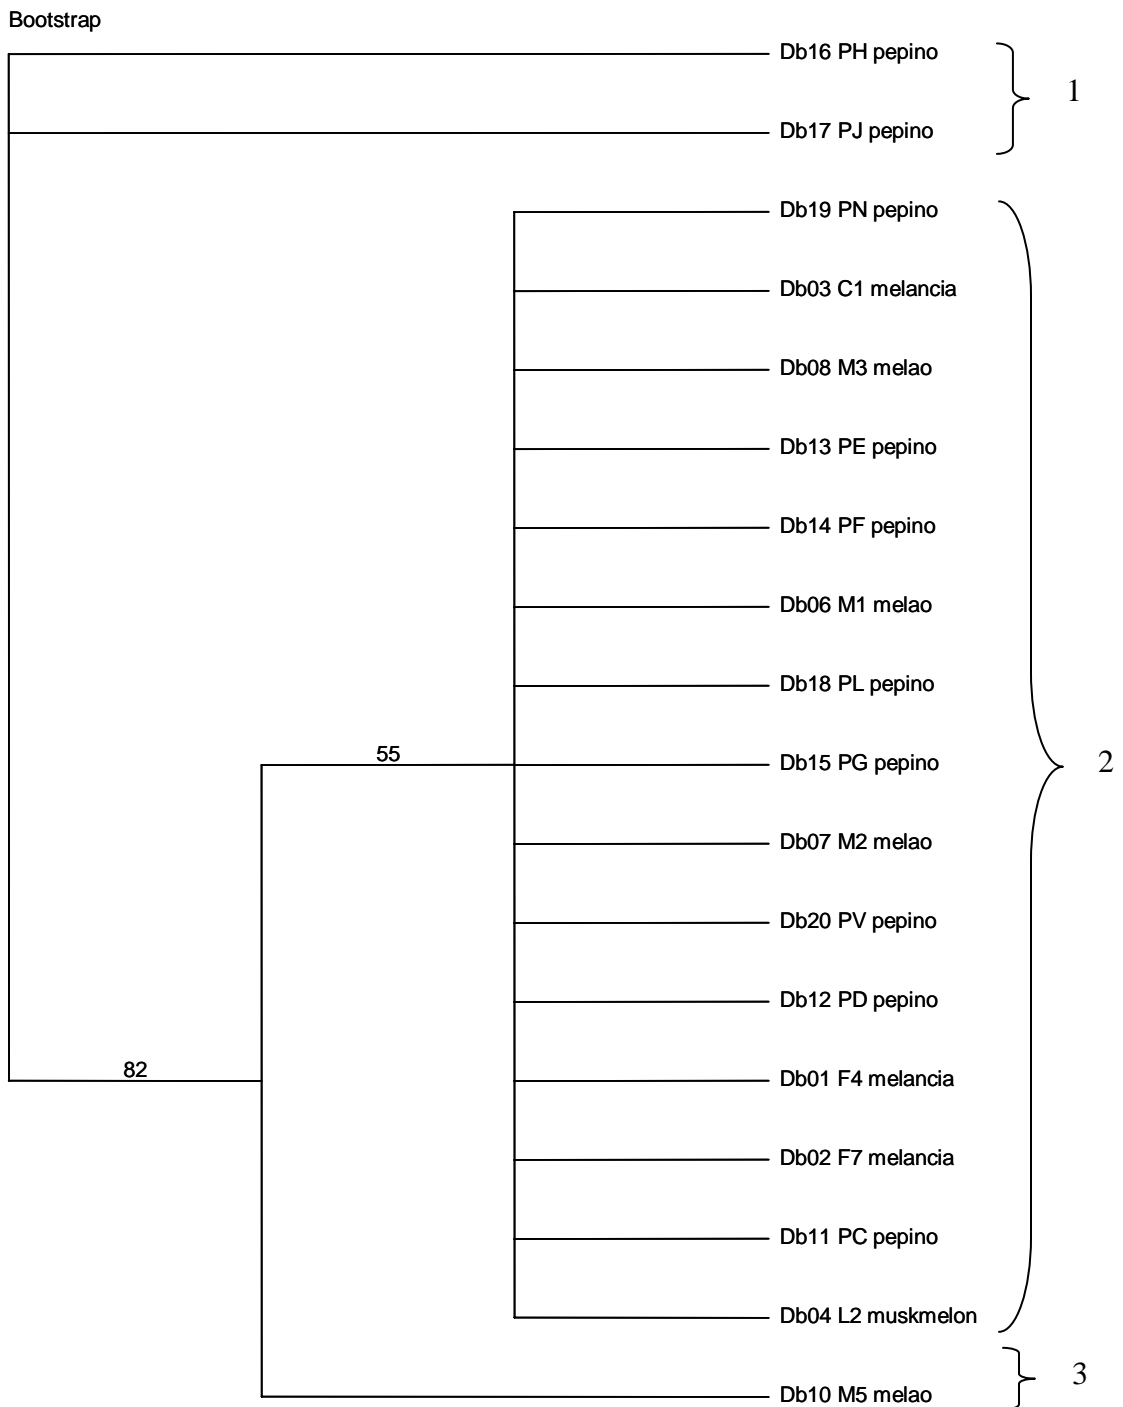 Bootstrap
Db16 PH pepino
1
Db17 PJ pepino
Db19 PN pepino
Db03 C1 melancia
Db08 M3 melao
Db13 PE pepino
Db14 PF pepino
Db06 M1 melao
Db18 PL pepino
55
Db15 PG pepino
2
Db07 M2 melao
Db20 PV pepino
Db12 PD pepino
82
Db01 F4 melancia
Db02 F7 melancia
Db11 PC pepino
Db04 L2 muskmelon
3
Db10 M5 melao